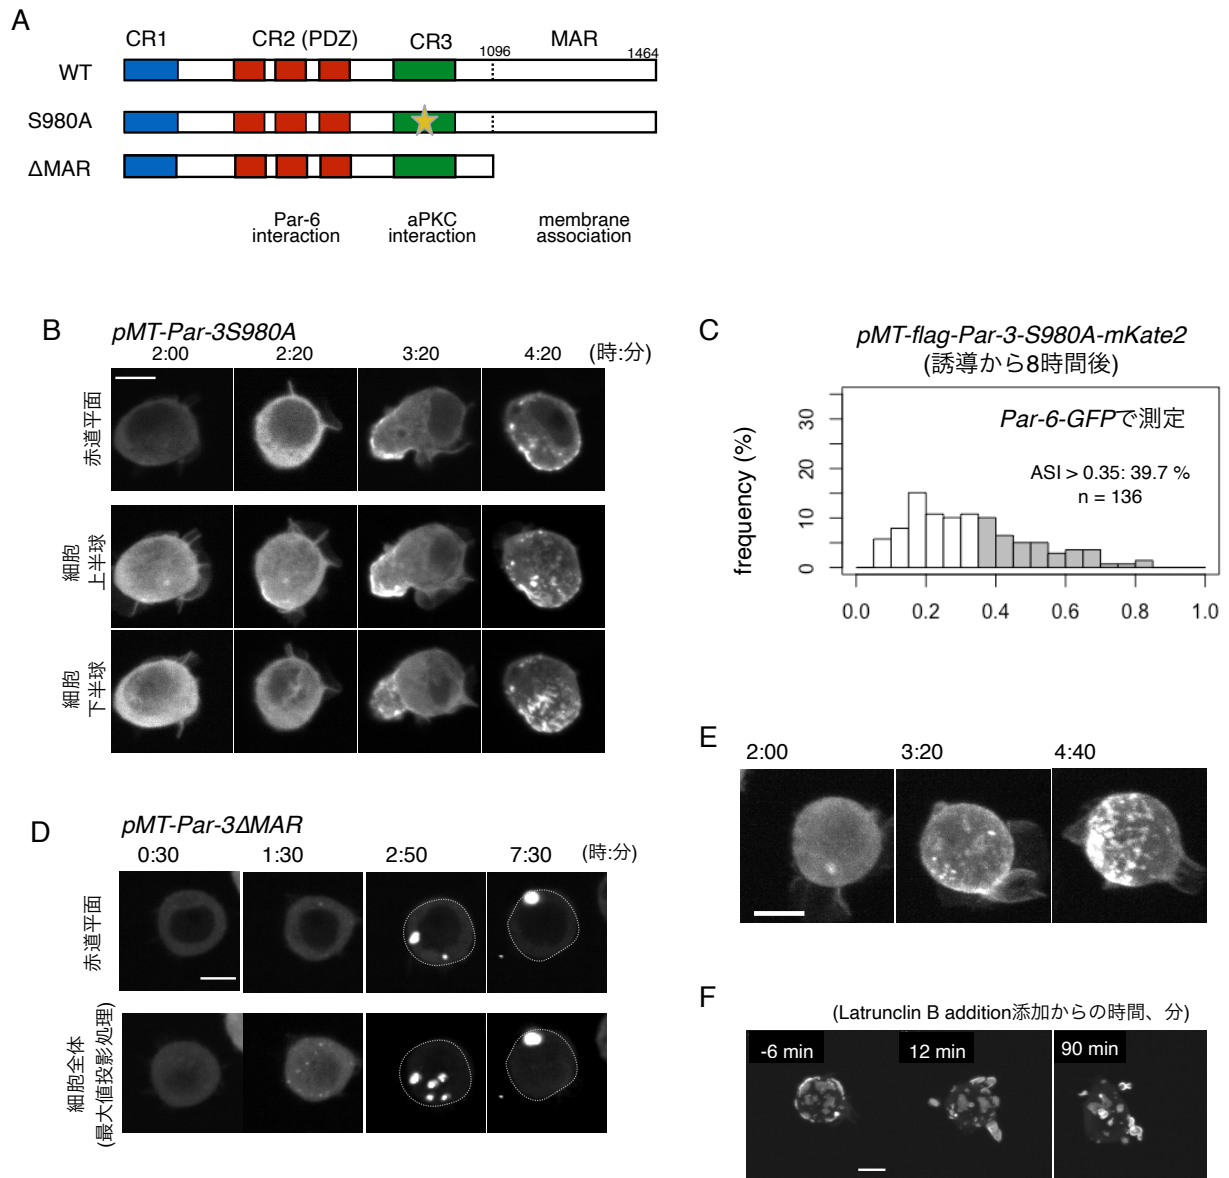 A
CR1
CR2 (PDZ)
CR3
1096
MAR
1464
WT
S980A
ΔMAR
Par-6
interaction
aPKC
interaction
membrane
association
B
pMT-Par-3S980A
2:00
2:20
3:20
4:20
(時:分)
赤道平面
細胞
上半球
細胞
下半球
C
pMT-flag-Par-3-S980A-mKate2
(誘導から8時間後)
Par-6-GFPで測定
ASI > 0.35: 39.7 %
n = 136
frequency (%)
30
20
10
0
0.0
0.2
0.4
0.6
0.8
1.0
D
pMT-Par-3ΔMAR
0:30
1:30
2:50
7:30
(時:分)
赤道平面
細胞全体
(最大値投影処理)
E
2:00
3:20
4:40
F
(Latrunclin B addition添加からの時間、分)
-6 min
12 min
90 min